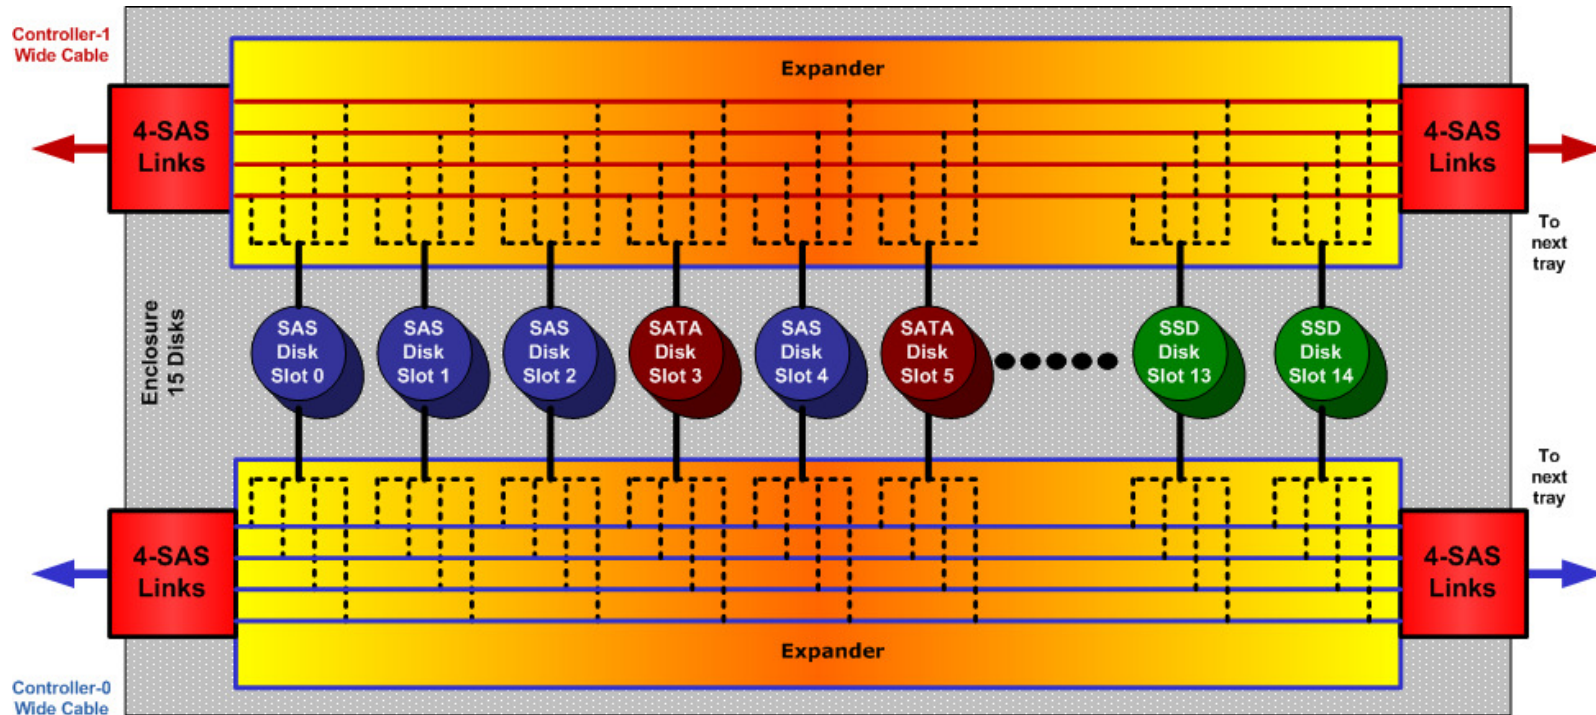 Controller-1
Wide Cable
Expander
4-SAS
Links
4-SAS
Links
To
next
tray
Enclosure
15 Disks
SAS
Disk
Slot 0
SAS
Disk
Slot 1
SAS
Disk
Slot 2
SATA
Disk
Slot 3
SAS
Disk
Slot 4
SATA
Disk
Slot 5
SSD
Disk
Slot 13
SSD
Disk
Slot 14
To
next
tray
4-SAS
Links
4-SAS
Links
Expander
Controller-0
Wide Cable